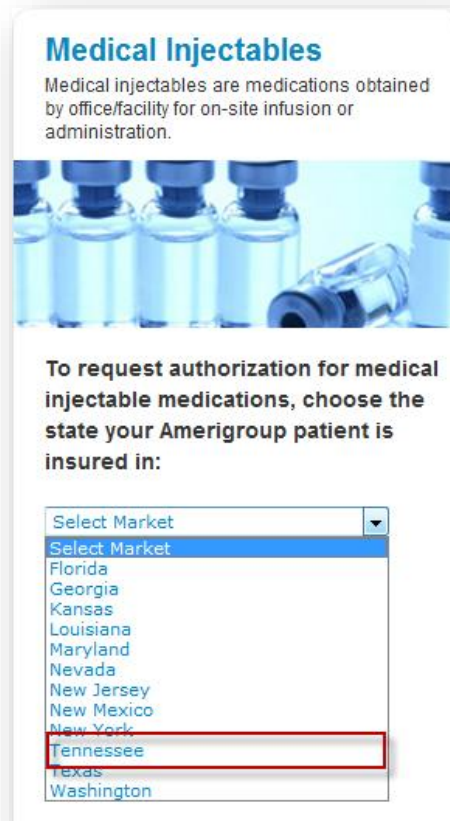 Medical Injectables
Medical injectables are medications obtained
by office/facility for on-site infusion or
administration.
To request authorization for medical
injectable medications, choose the
state your Amerigroup patient is
insured in:
Select Market
Select Market
Florida
Georgia
Kansas
Louisiana
Maryland
Nevada
New Jersey
New Mexico
New York
Tennessee
Texas
Washington